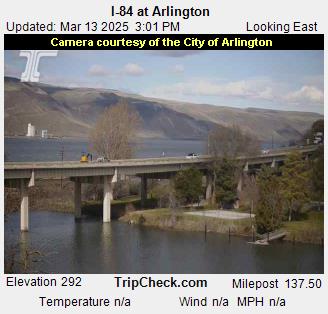 I-84 at Arlington
Updated: Mar 13 2025 3:01 PM Looking East
Camera courtesy of the City of Arlington
Elevation 292 TripCheck.com Milepost 137.50
Temperature n/a Wind n/a MPH n/a